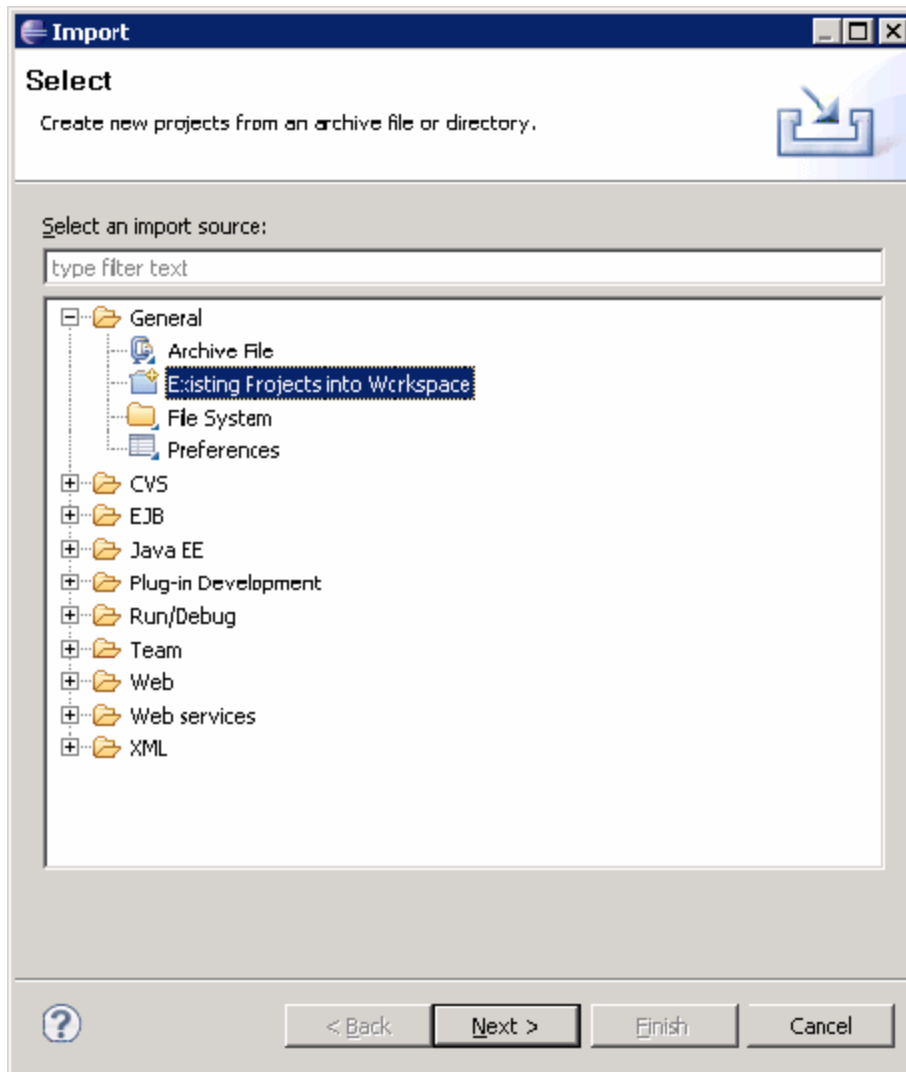 Import
Select
Create new projects from an archive file or directory.
Select an import source:
type filter text
General
Archive File
Existing Projects into Workspace
File System
Preferences
CVS
EJB
Java EE
Plug-in Development
Run/Debug
Team
Web
Web services
XML
? < Back Next > Finish Cancel